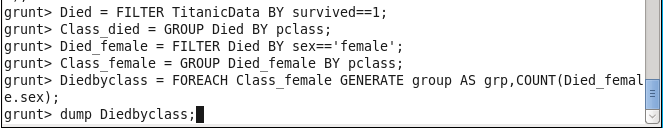 grunt> Died = FILTER TitanicData BY survived==1;
grunt> Class_died = GROUP Died BY pclass;
grunt> Died_female = FILTER Died BY sex=='female';
grunt> Class_female = GROUP Died_female BY pclass;
grunt> Diedbyclass = FOREACH Class_female GENERATE group AS grp,COUNT(Died_femal
e.sex);
grunt> dump Diedbyclass;